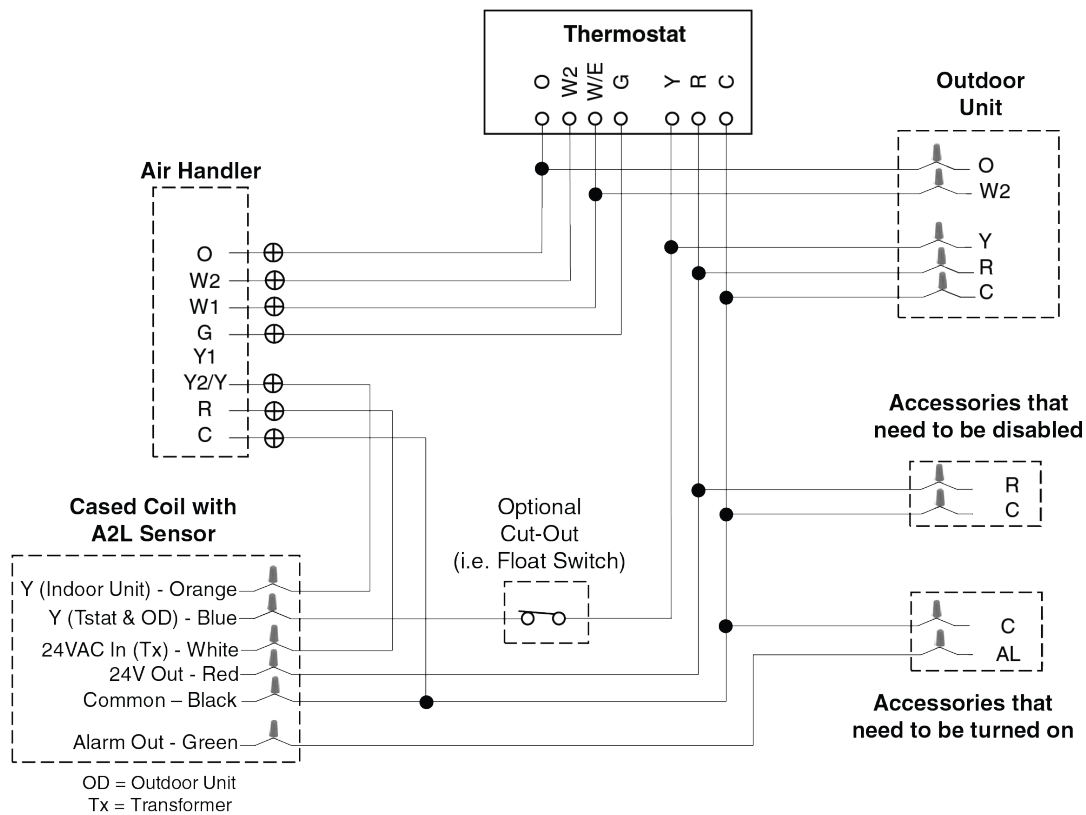 Thermostat
O
W2
W/E
G
Y
R
C
Outdoor
Unit
O
W2
Y
R
C
Air Handler
O
W2
W1
G
Y1
Y2/Y
R
C
Accessories that
need to be disabled
R
C
Cased Coil with
A2L Sensor
Y (Indoor Unit) - Orange
Y (Tstat & OD) - Blue
24VAC In (Tx) - White
24V Out - Red
Common – Black
Alarm Out - Green
Optional
Cut-Out
(i.e. Float Switch)
C
AL
Accessories that
need to be turned on
OD = Outdoor Unit
Tx = Transformer